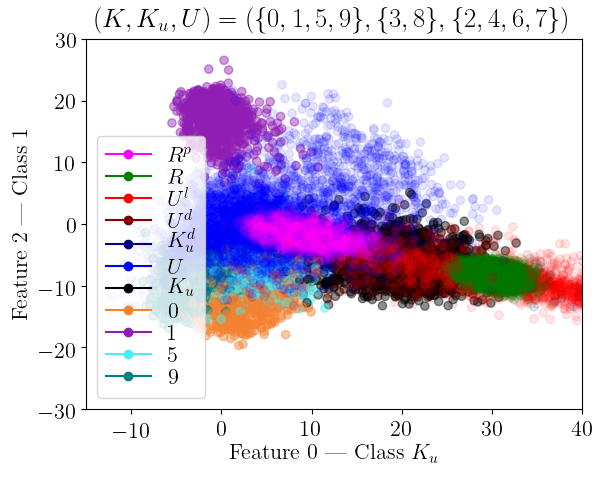 (K, K_u, U) = ({0, 1, 5, 9}, {3, 8}, {2, 4, 6, 7})
30
20
10
0
−10
−20
−30
Feature 2 — Class 1
R^p
R
U^l
U^d
K_u^d
U
K_u
0
1
5
9
−10 0 10 20 30 40
Feature 0 — Class K_u